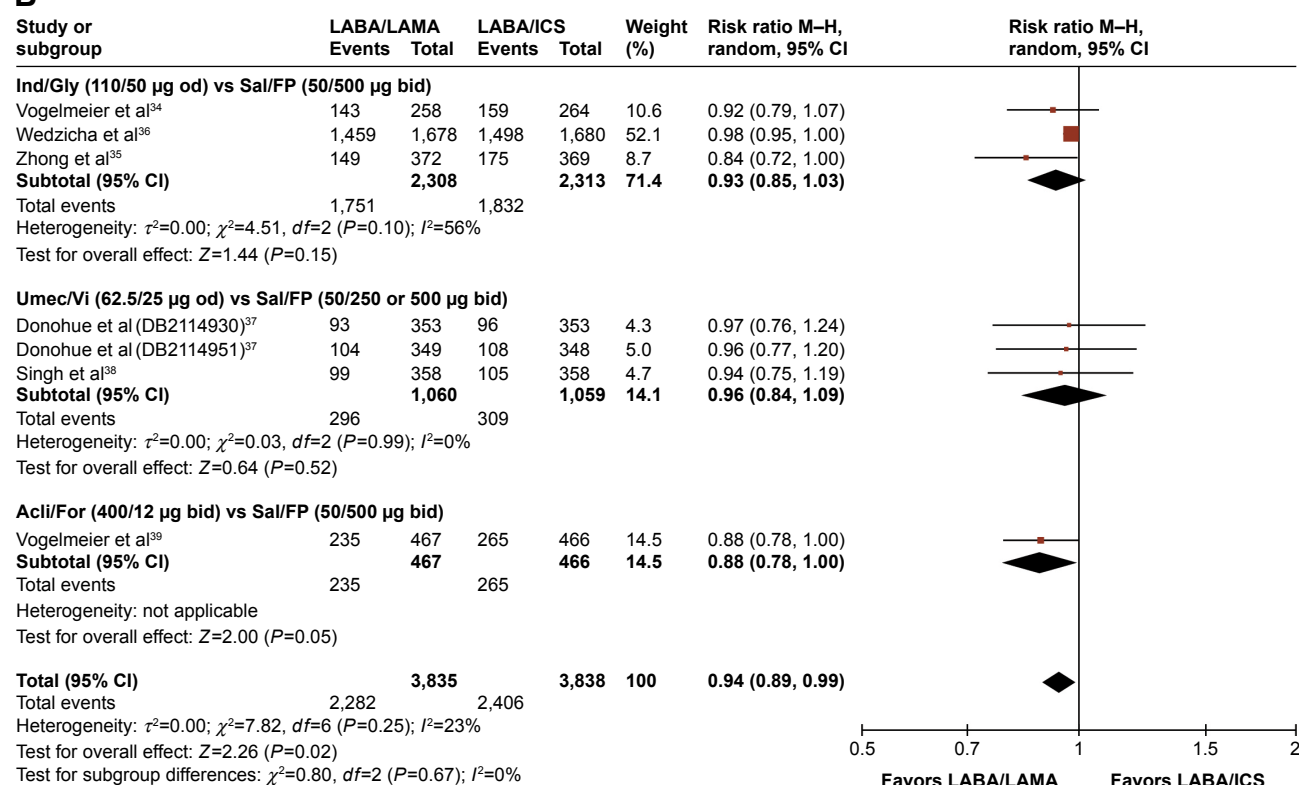 B
Study or LABA/LAMA LABA/ICS Weight Risk ratio M–H, Risk ratio M–H,
subgroup Events Total Events Total (%) random, 95% CI random, 95% CI
Ind/Gly (110/50 µg od) vs Sal/FP (50/500 µg bid)
Vogelmeier et al³⁴ 143 258 159 264 10.6 0.92 (0.79, 1.07)
Wedzicha et al³⁶ 1,459 1,678 1,498 1,680 52.1 0.98 (0.95, 1.00)
Zhong et al³⁵ 149 372 175 369 8.7 0.84 (0.72, 1.00)
Subtotal (95% CI) 2,308 2,313 71.4 0.93 (0.85, 1.03)
Total events 1,751 1,832
Heterogeneity: τ²=0.00; χ²=4.51, df=2 (P=0.10); I²=56%
Test for overall effect: Z=1.44 (P=0.15)
Umec/Vi (62.5/25 µg od) vs Sal/FP (50/250 or 500 µg bid)
Donohue et al (DB2114930)³⁷ 93 353 96 353 4.3 0.97 (0.76, 1.24)
Donohue et al (DB2114951)³⁷ 104 349 108 348 5.0 0.96 (0.77, 1.20)
Singh et al³⁸ 99 358 105 358 4.7 0.94 (0.75, 1.19)
Subtotal (95% CI) 1,060 1,059 14.1 0.96 (0.84, 1.09)
Total events 296 309
Heterogeneity: τ²=0.00; χ²=0.03, df=2 (P=0.99); I²=0%
Test for overall effect: Z=0.64 (P=0.52)
Acli/For (400/12 µg bid) vs Sal/FP (50/500 µg bid)
Vogelmeier et al³⁹ 235 467 265 466 14.5 0.88 (0.78, 1.00)
Subtotal (95% CI) 467 466 14.5 0.88 (0.78, 1.00)
Total events 235 265
Heterogeneity: not applicable
Test for overall effect: Z=2.00 (P=0.05)
Total (95% CI) 3,835 3,838 100 0.94 (0.89, 0.99)
Total events 2,282 2,406
Heterogeneity: τ²=0.00; χ²=7.82, df=6 (P=0.25); I²=23%
Test for overall effect: Z=2.26 (P=0.02)
Test for subgroup differences: χ²=0.80, df=2 (P=0.67); I²=0%
0.5 0.7 1 1.5 2
Favors LABA/LAMA Favors LABA/ICS